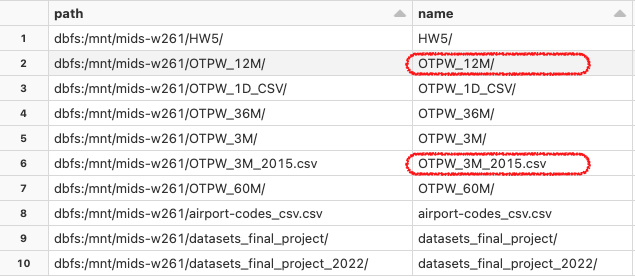 path name
1 dbfs:/mnt/mids-w261/HW5/ HW5/
2 dbfs:/mnt/mids-w261/OTPW_12M/ OTPW_12M/
3 dbfs:/mnt/mids-w261/OTPW_1D_CSV/ OTPW_1D_CSV/
4 dbfs:/mnt/mids-w261/OTPW_36M/ OTPW_36M/
5 dbfs:/mnt/mids-w261/OTPW_3M/ OTPW_3M/
6 dbfs:/mnt/mids-w261/OTPW_3M_2015.csv OTPW_3M_2015.csv
7 dbfs:/mnt/mids-w261/OTPW_60M/ OTPW_60M/
8 dbfs:/mnt/mids-w261/airport-codes_csv.csv airport-codes_csv.csv
9 dbfs:/mnt/mids-w261/datasets_final_project/ datasets_final_project/
10 dbfs:/mnt/mids-w261/datasets_final_project_2022/ datasets_final_project_2022/